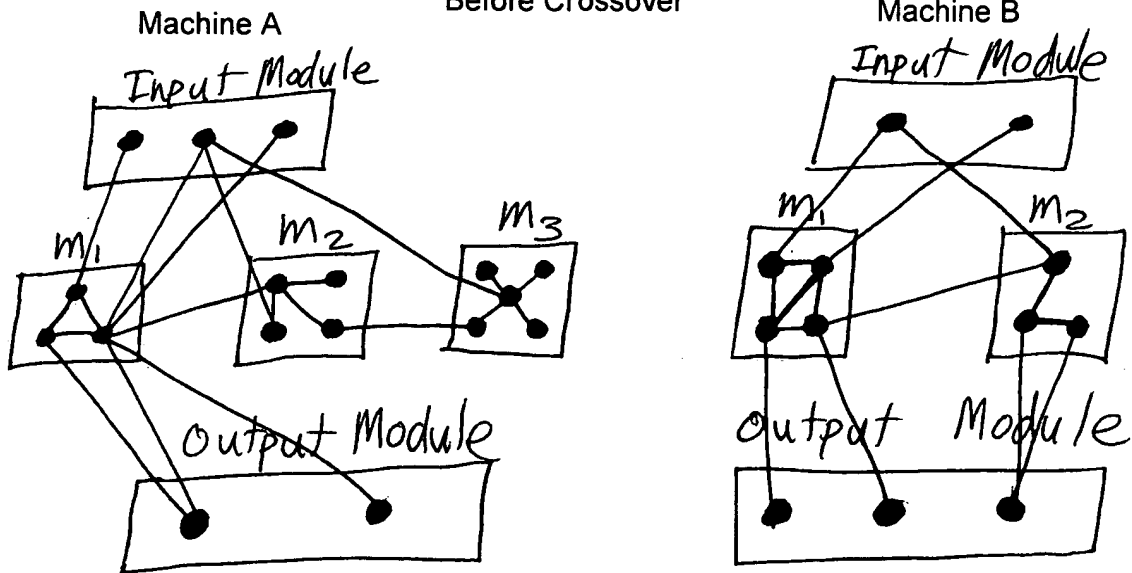 Before Crossover
Machine A
Machine B
Input Module
Input Module
m1
m2
m3
m1
m2
Output Module
Output Module